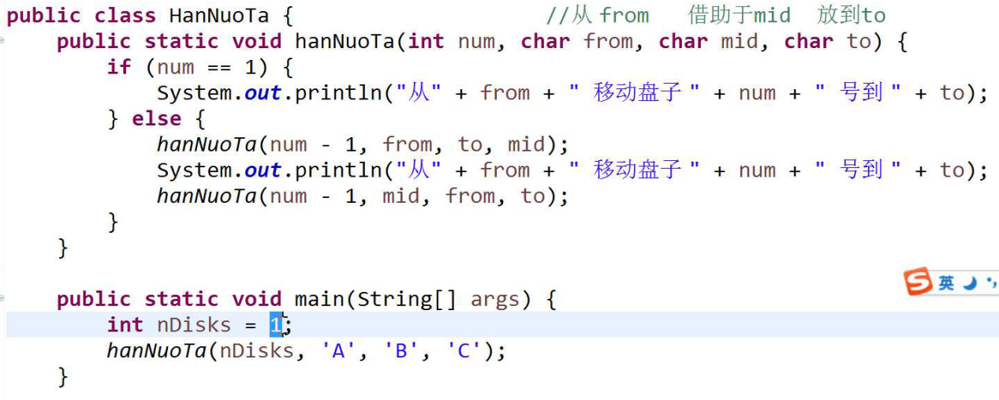 public class HanNuoTa { //从 from 借助于mid 放到to
public static void hanNuoTa(int num, char from, char mid, char to) {
if (num == 1) {
System.out.println("从" + from + " 移动盘子 " + num + " 号到 " + to);
} else {
hanNuoTa(num - 1, from, to, mid);
System.out.println("从" + from + " 移动盘子 " + num + " 号到 " + to);
hanNuoTa(num - 1, mid, from, to);
}
}
英
public static void main(String[] args) {
int nDisks = 1;
hanNuoTa(nDisks, 'A', 'B', 'C');
}